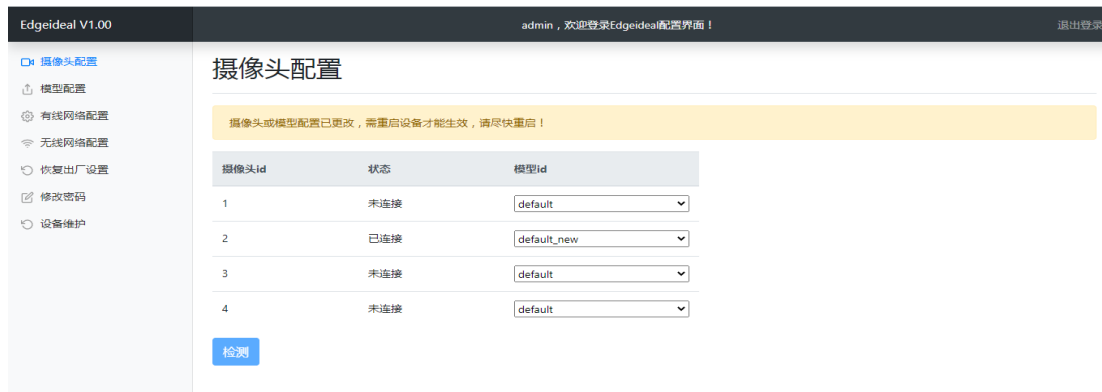 Edgeideal V1.00 admin，欢迎登录Edgeideal配置界面！ 退出登录
摄像头配置
模型配置
有线网络配置
无线网络配置
恢复出厂设置
修改密码
设备维护
摄像头配置
摄像头或模型配置已更改，需重启设备才能生效，请尽快重启！
摄像头id 状态 模型id
1 未连接 default
2 已连接 default_new
3 未连接 default
4 未连接 default
检测